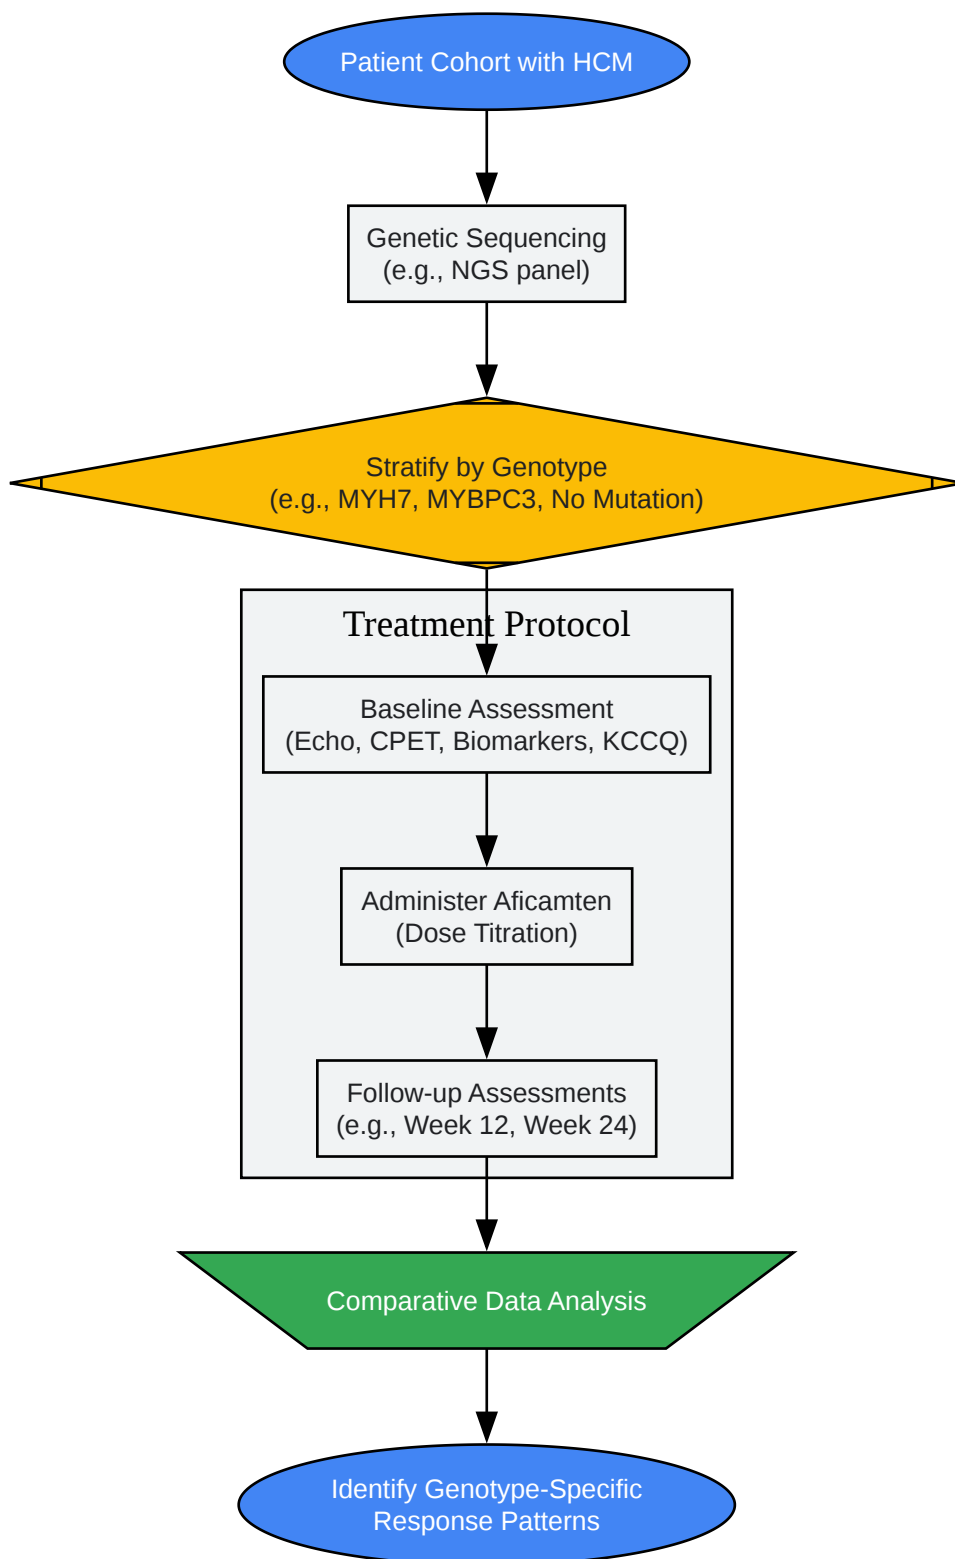 Patient Cohort with HCM
Genetic Sequencing
(e.g., NGS panel)
Stratify by Genotype
(e.g., MYH7, MYBPC3, No Mutation)
Treatment Protocol
Baseline Assessment
(Echo, CPET, Biomarkers, KCCQ)
Administer Aficamten
(Dose Titration)
Follow-up Assessments
(e.g., Week 12, Week 24)
Comparative Data Analysis
Identify Genotype-Specific
Response Patterns